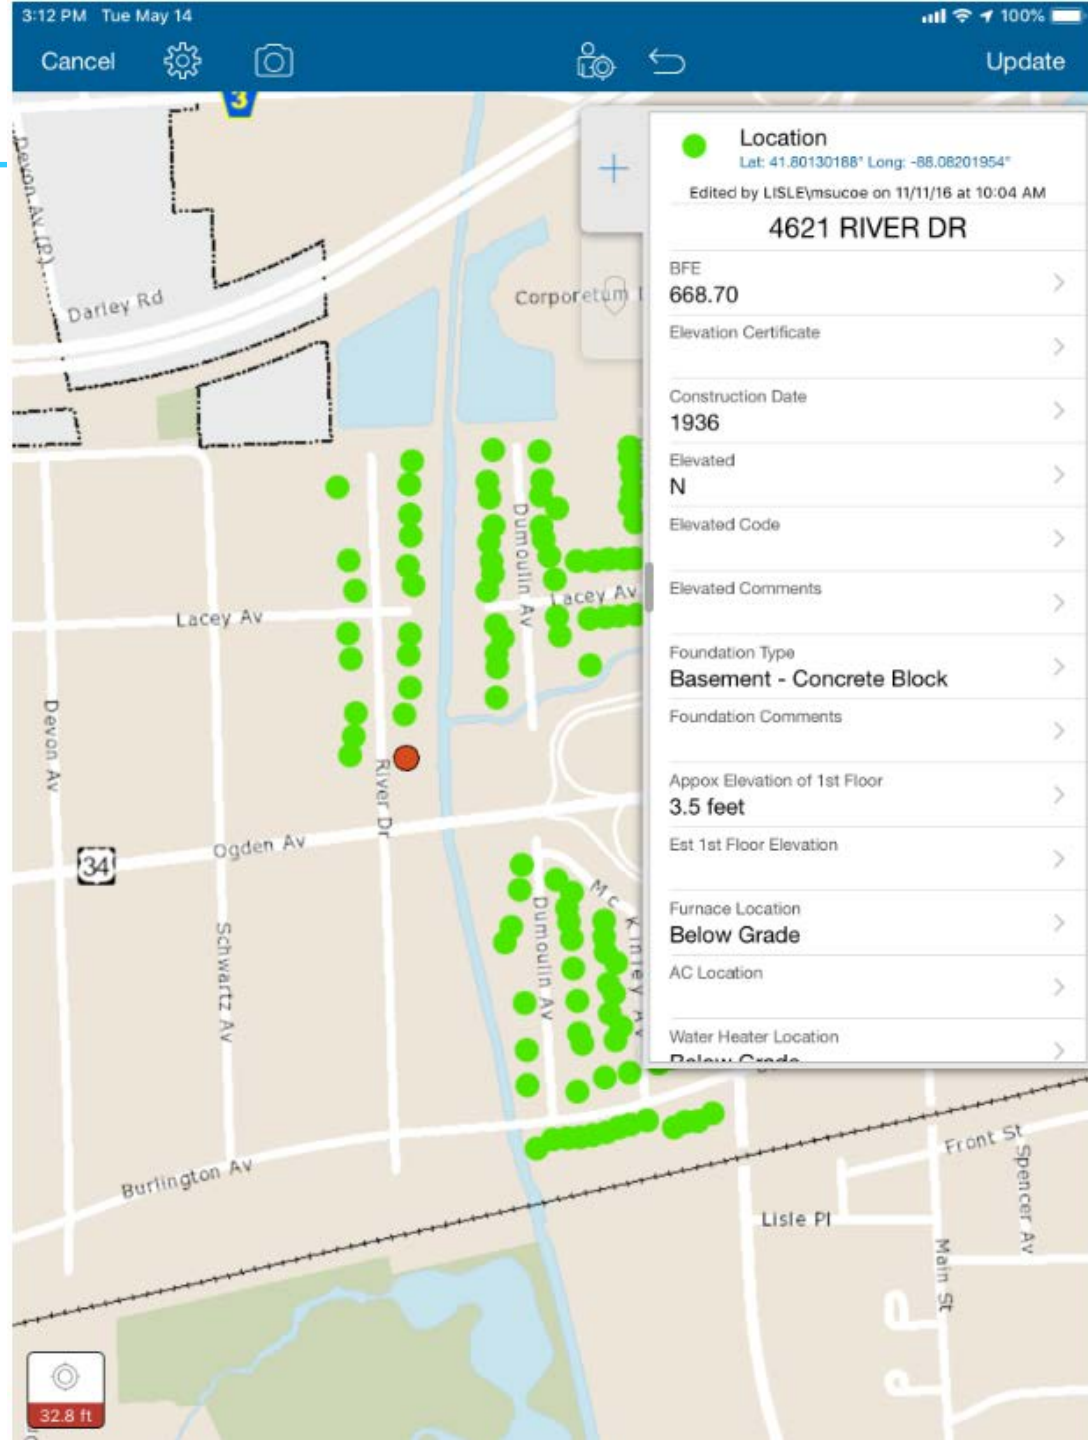 3:12 PM Tue May 14
100%
Cancel
Update
3
Devon Av (P)
Darley Rd
Corporetum
Location
Lat: 41.80130188° Long: -88.08201954°
Edited by LISLE\msucoe on 11/11/16 at 10:04 AM
4621 RIVER DR
BFE
668.70
Elevation Certificate
Construction Date
1936
Elevated
N
Elevated Code
Elevated Comments
Foundation Type
Basement - Concrete Block
Foundation Comments
Appox Elevation of 1st Floor
3.5 feet
Est 1st Floor Elevation
Furnace Location
Below Grade
AC Location
Water Heater Location
Below Grade
Dumoulin Av
Lacey Av
Lacey Av
Devon Av
River Dr
Ogden Av
34
Mc Kinley Av
Dumoulin Av
Schwartz Av
Burlington Av
Front St
Spencer Av
Lisle Pl
Main St
32.8 ft